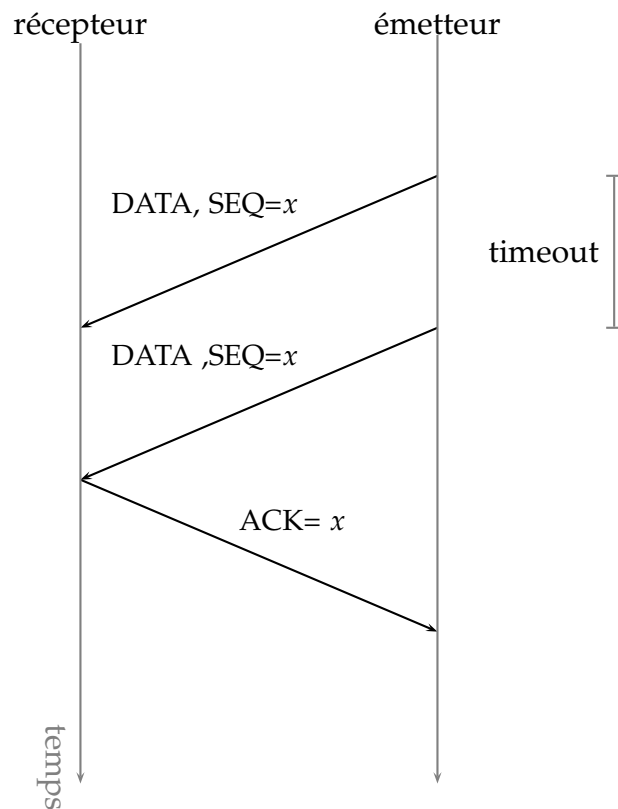 récepteur
émetteur
DATA, SEQ=x
timeout
DATA ,SEQ=x
ACK= x
temps